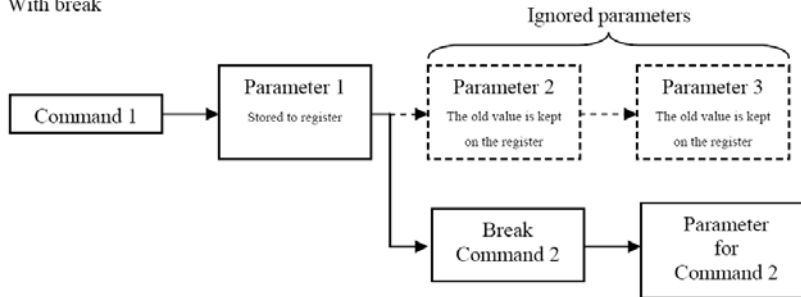 With break
Ignored parameters
Command 1
Parameter 1
Stored to register
Parameter 2
The old value is kept
on the register
Parameter 3
The old value is kept
on the register
Break
Command 2
Parameter
for
Command 2